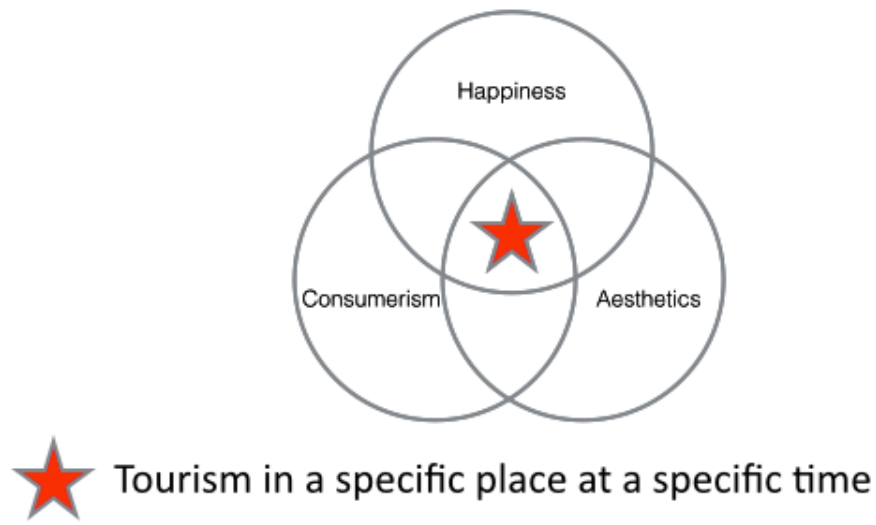 Happiness
Consumerism
Aesthetics
Tourism in a specific place at a specific time